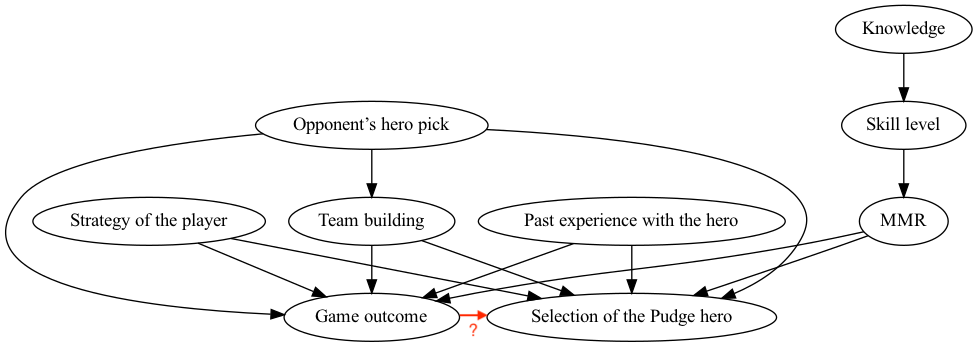 Knowledge
Opponent’s hero pick
Skill level
Strategy of the player
Team building
Past experience with the hero
MMR
Game outcome
?
Selection of the Pudge hero